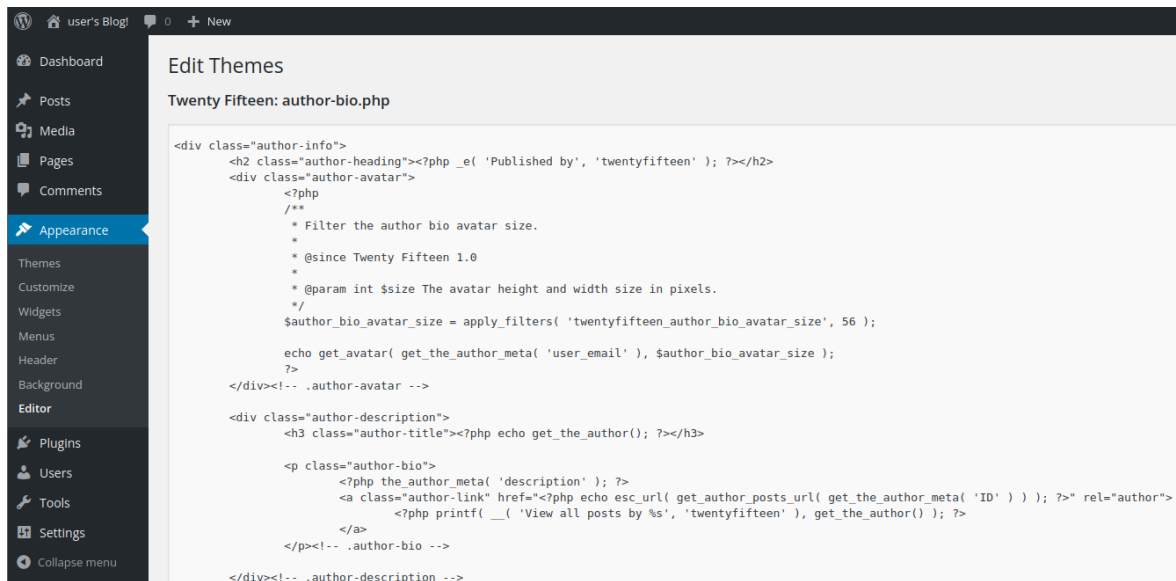 user's Blog! 0 + New
Dashboard
Posts
Media
Pages
Comments
Appearance
Themes
Customize
Widgets
Menus
Header
Background
Editor
Plugins
Users
Tools
Settings
Collapse menu
Edit Themes
Twenty Fifteen: author-bio.php
<div class="author-info">
	<h2 class="author-heading"><?php _e( 'Published by', 'twentyfifteen' ); ?></h2>
	<div class="author-avatar">
		<?php
		/**
		 * Filter the author bio avatar size.
		 *
		 * @since Twenty Fifteen 1.0
		 *
		 * @param int $size The avatar height and width size in pixels.
		 */
		$author_bio_avatar_size = apply_filters( 'twentyfifteen_author_bio_avatar_size', 56 );

		echo get_avatar( get_the_author_meta( 'user_email' ), $author_bio_avatar_size );
		?>
	</div><!-- .author-avatar -->

	<div class="author-description">
		<h3 class="author-title"><?php echo get_the_author(); ?></h3>

		<p class="author-bio">
			<?php the_author_meta( 'description' ); ?>
			<a class="author-link" href="<?php echo esc_url( get_author_posts_url( get_the_author_meta( 'ID' ) ) ); ?>" rel="author">
				<?php printf( __( 'View all posts by %s', 'twentyfifteen' ), get_the_author() ); ?>
			</a>
		</p><!-- .author-bio -->

	</div><!-- .author-description -->